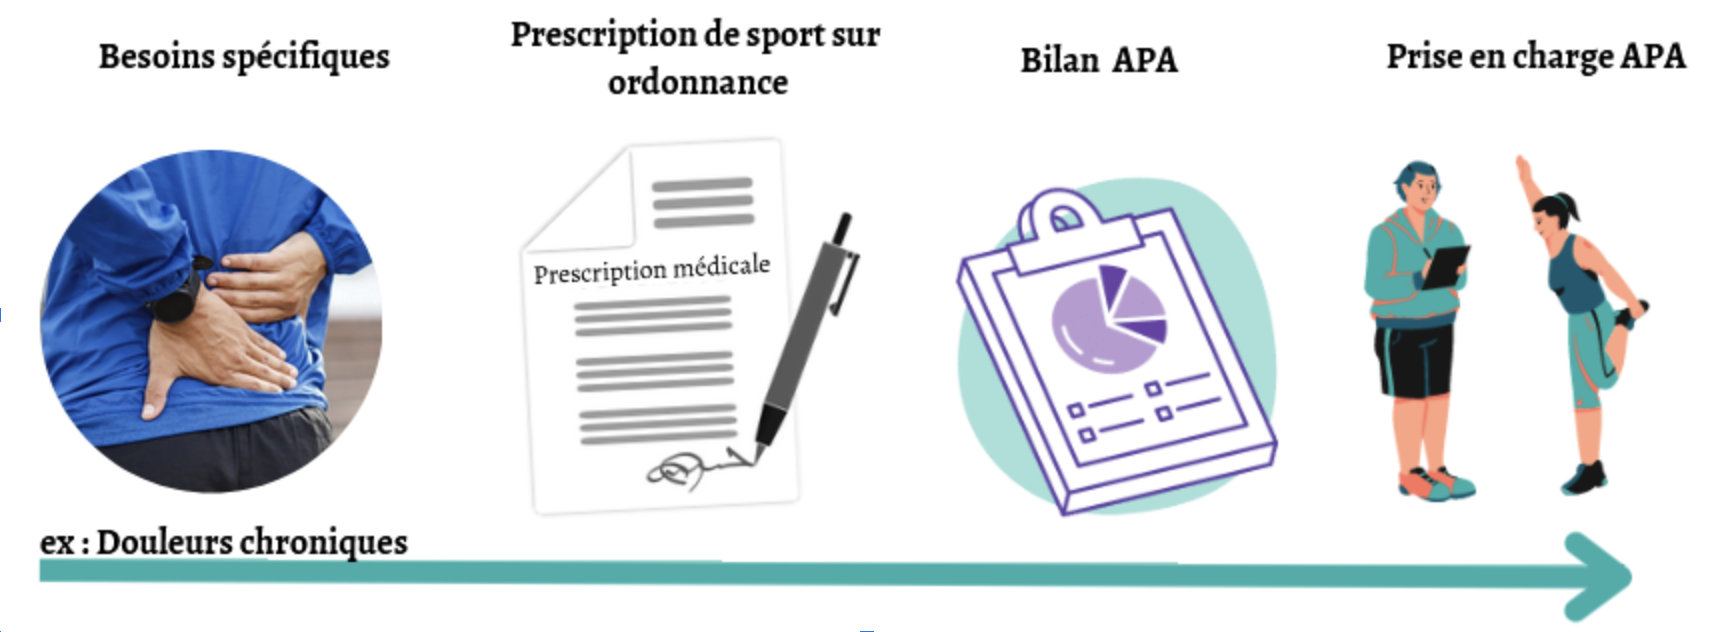 Besoins spécifiques
Prescription de sport sur
ordonnance
Bilan APA
Prise en charge APA
Prescription médicale
ex : Douleurs chroniques